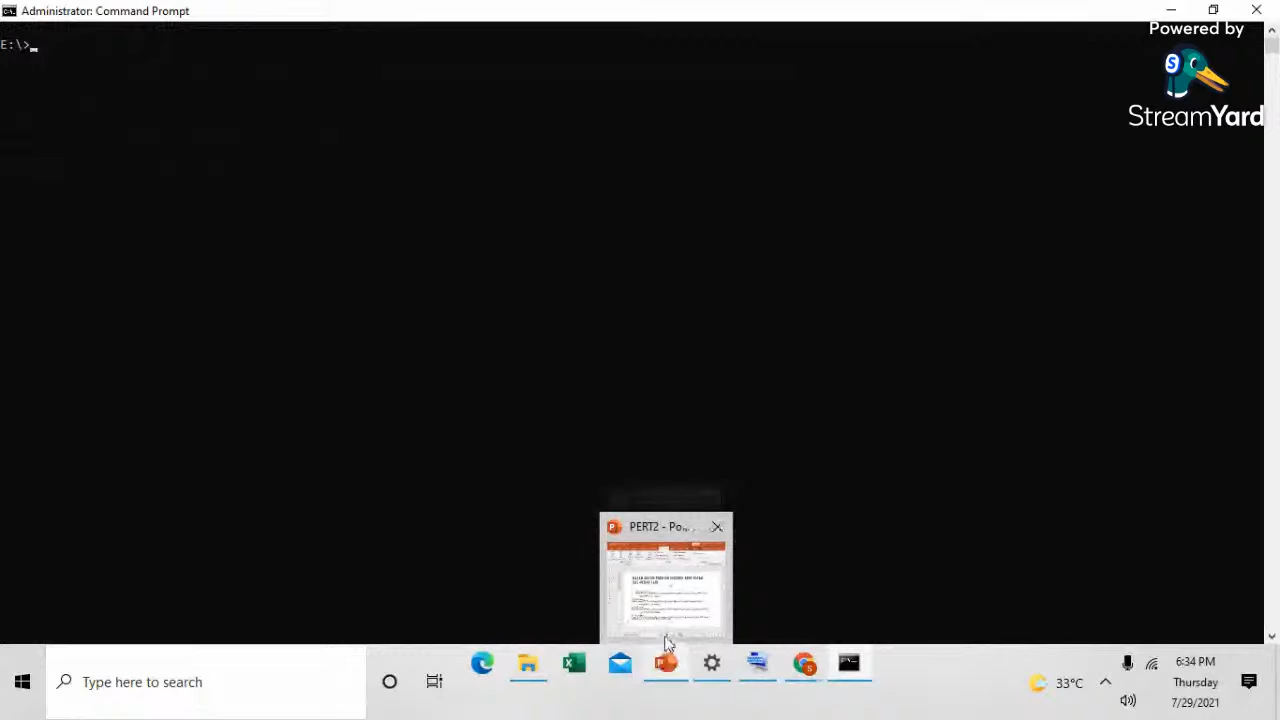 Administrator: Command Prompt
Powered by
StreamYard
E:\>
PERT2 - Po...
Type here to search
33°C
6:34 PM
Thursday
7/29/2021